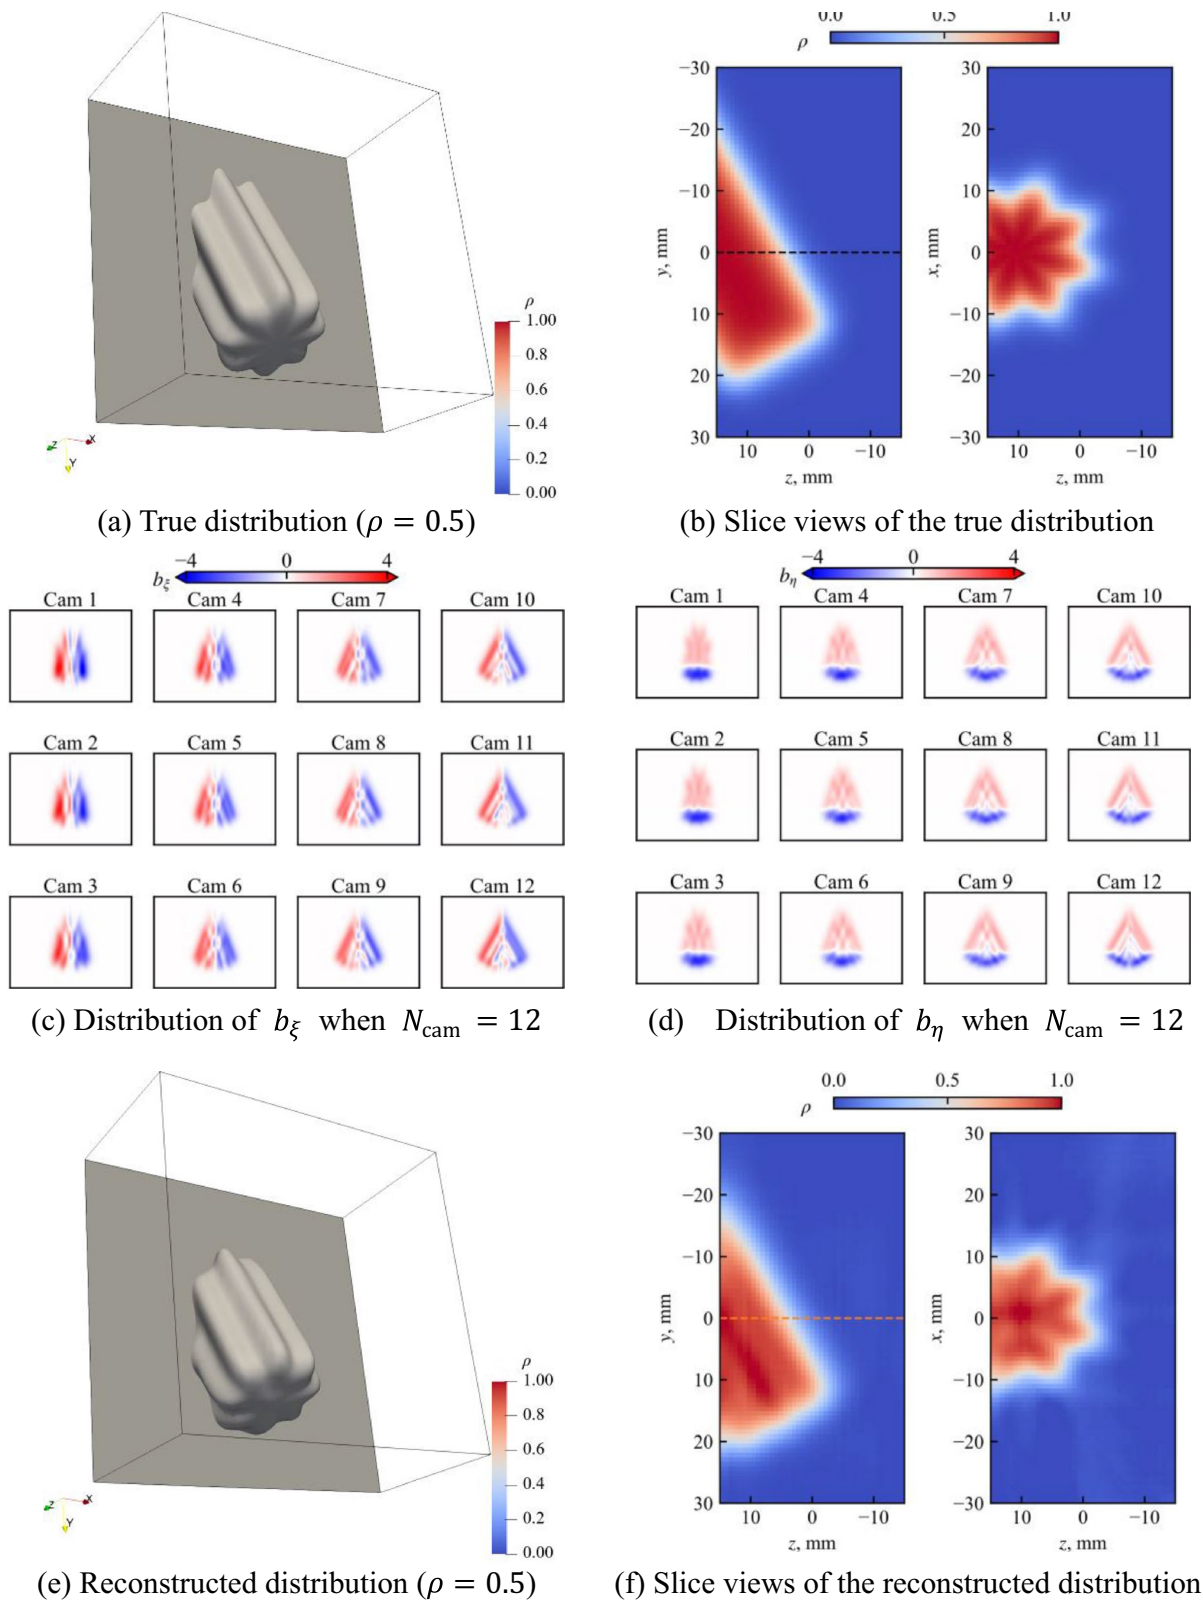 0.0 0.5 1.0
ρ
−30 30
−20 20
−10 10
0 0
y, mm x, mm
10 −10
20 −20
30 −30
10 0 −10 10 0 −10
z, mm z, mm
ρ
1.00
0.8
0.6
0.4
0.2
0.00
Z X
Y
(a) True distribution (ρ = 0.5)
(b) Slice views of the true distribution
−4 0 4
bξ
Cam 1 Cam 4 Cam 7 Cam 10
Cam 2 Cam 5 Cam 8 Cam 11
Cam 3 Cam 6 Cam 9 Cam 12
(c) Distribution of bξ when Ncam = 12
−4 0 4
bη
Cam 1 Cam 4 Cam 7 Cam 10
Cam 2 Cam 5 Cam 8 Cam 11
Cam 3 Cam 6 Cam 9 Cam 12
(d) Distribution of bη when Ncam = 12
ρ
1.00
0.8
0.6
0.4
0.2
0.00
Z X
Y
(e) Reconstructed distribution (ρ = 0.5)
0.0 0.5 1.0
ρ
−30 30
−20 20
−10 10
0 0
y, mm x, mm
10 −10
20 −20
30 −30
10 0 −10 10 0 −10
z, mm z, mm
(f) Slice views of the reconstructed distribution